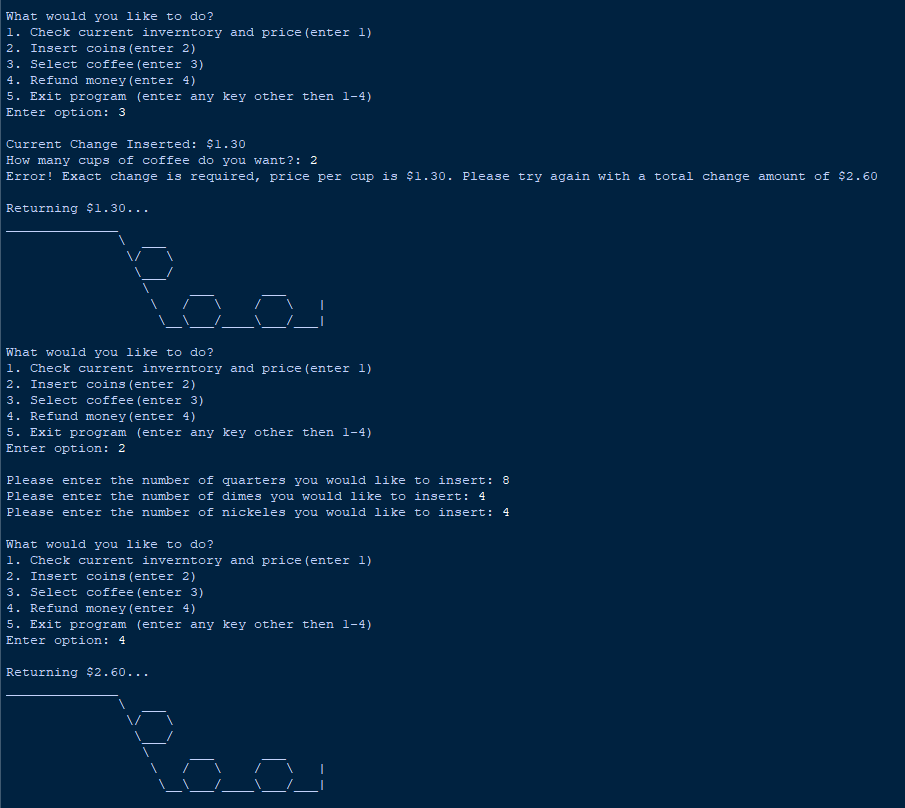 What would you like to do?
1. Check current inverntory and price(enter 1)
2. Insert coins(enter 2)
3. Select coffee(enter 3)
4. Refund money(enter 4)
5. Exit program (enter any key other then 1-4)
Enter option: 3
Current Change Inserted: $1.30
How many cups of coffee do you want?: 2
Error! Exact change is required, price per cup is $1.30. Please try again with a total change amount of $2.60
Returning $1.30...
What would you like to do?
1. Check current inverntory and price(enter 1)
2. Insert coins(enter 2)
3. Select coffee(enter 3)
4. Refund money(enter 4)
5. Exit program (enter any key other then 1-4)
Enter option: 2
Please enter the number of quarters you would like to insert: 8
Please enter the number of dimes you would like to insert: 4
Please enter the number of nickeles you would like to insert: 4
What would you like to do?
1. Check current inverntory and price(enter 1)
2. Insert coins(enter 2)
3. Select coffee(enter 3)
4. Refund money(enter 4)
5. Exit program (enter any key other then 1-4)
Enter option: 4
Returning $2.60...